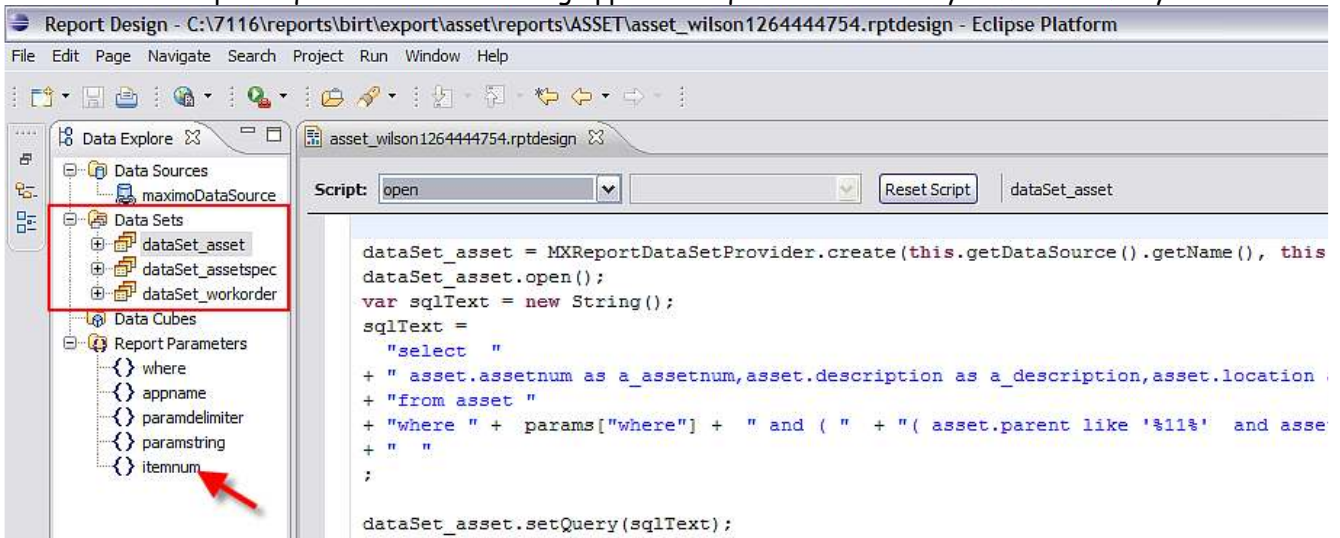 Report Design - C:\7116\reports\birt\export\asset\reports\ASSET\asset_wilson1264444754.rptdesign - Eclipse Platform
File Edit Page Navigate Search Project Run Window Help
Data Explore
asset_wilson1264444754.rptdesign
Data Sources
maximoDataSource
Data Sets
dataSet_asset
dataSet_assetspec
dataSet_workorder
Data Cubes
Report Parameters
where
appname
paramdelimiter
paramstring
itemnum
Script: open Reset Script dataSet_asset
dataSet_asset = MXReportDataSetProvider.create(this.getDataSource().getName(), this
dataSet_asset.open();
var sqlText = new String();
sqlText =
"select "
+ " asset.assetnum as a_assetnum,asset.description as a_description,asset.location
+ "from asset "
+ "where " + params["where"] + " and ( " + "( asset.parent like '%11%' and asse
+ " "
;
dataSet_asset.setQuery(sqlText);